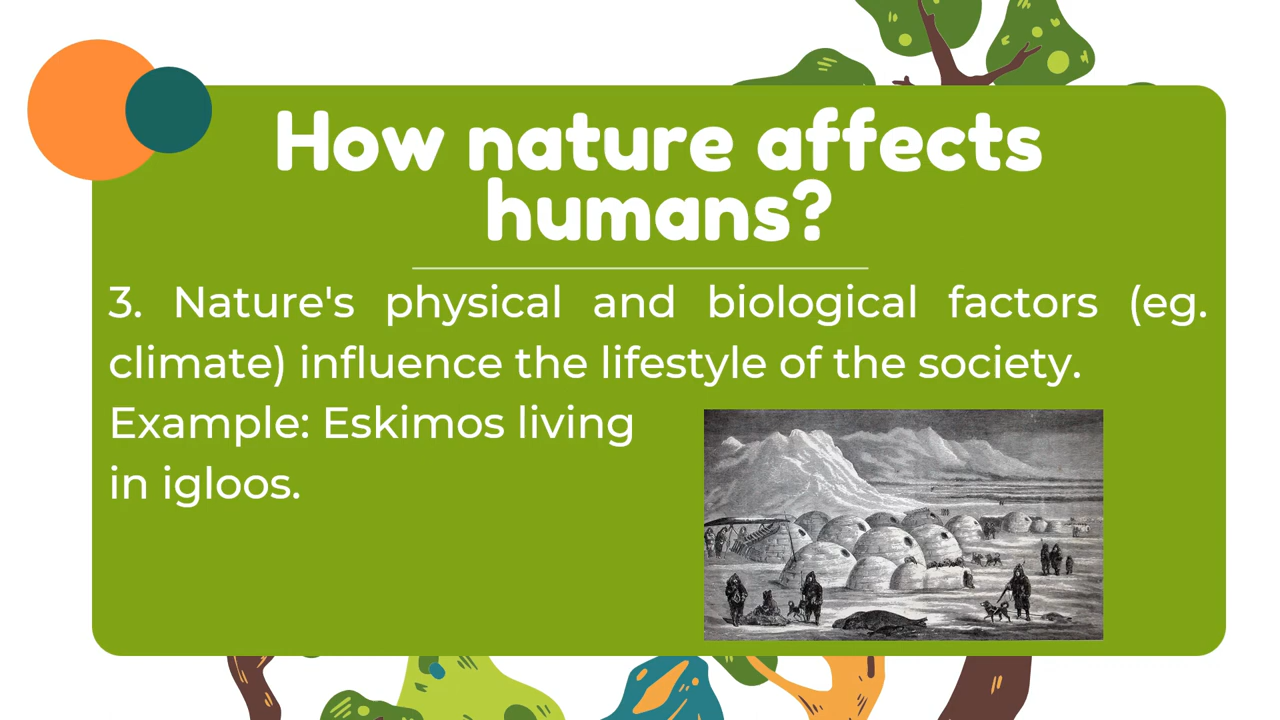 How nature affects
humans?
3. Nature's physical and biological factors (eg.
climate) influence the lifestyle of the society.
Example: Eskimos living
in igloos.